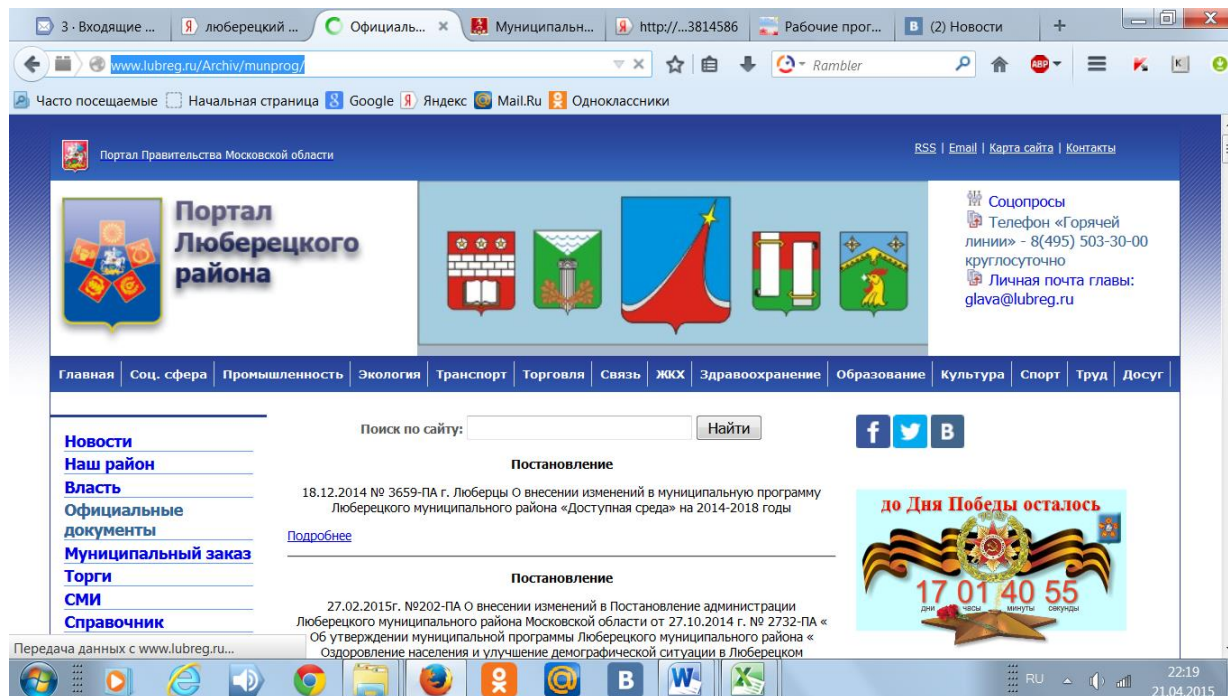 3 · Входящие ...
люберецкий ...
Официаль...
Муниципальн...
http://...3814586
Рабочие прог...
(2) Новости
www.lubreg.ru/Archiv/munprog/
Rambler
ABP
Часто посещаемые
Начальная страница
Google
Яндекс
Mail.Ru
Одноклассники
Портал Правительства Московской области
RSS | Email | Карта сайта | Контакты
Портал
Люберецкого
района
Соцопросы
Телефон «Горячей
линии» - 8(495) 503-30-00
круглосуточно
Личная почта главы:
glava@lubreg.ru
Главная | Соц. сфера | Промышленность | Экология | Транспорт | Торговля | Связь | ЖКХ | Здравоохранение | Образование | Культура | Спорт | Труд | Досуг
Новости
Наш район
Власть
Официальные
документы
Муниципальный заказ
Торги
СМИ
Справочник
Поиск по сайту:
Найти
Постановление
18.12.2014 № 3659-ПА г. Люберцы О внесении изменений в муниципальную программу
Люберецкого муниципального района «Доступная среда» на 2014-2018 годы
Подробнее
Постановление
27.02.2015г. №202-ПА О внесении изменений в Постановление администрации
Люберецкого муниципального района Московской области от 27.10.2014 г. № 2732-ПА «
Об утверждении муниципальной программы Люберецкого муниципального района «
Оздоровление населения и улучшение демографической ситуации в Люберецком
до Дня Победы осталось
17 01 40 55
дни часы минуты секунды
Передача данных с www.lubreg.ru...
RU
22:19
21.04.2015